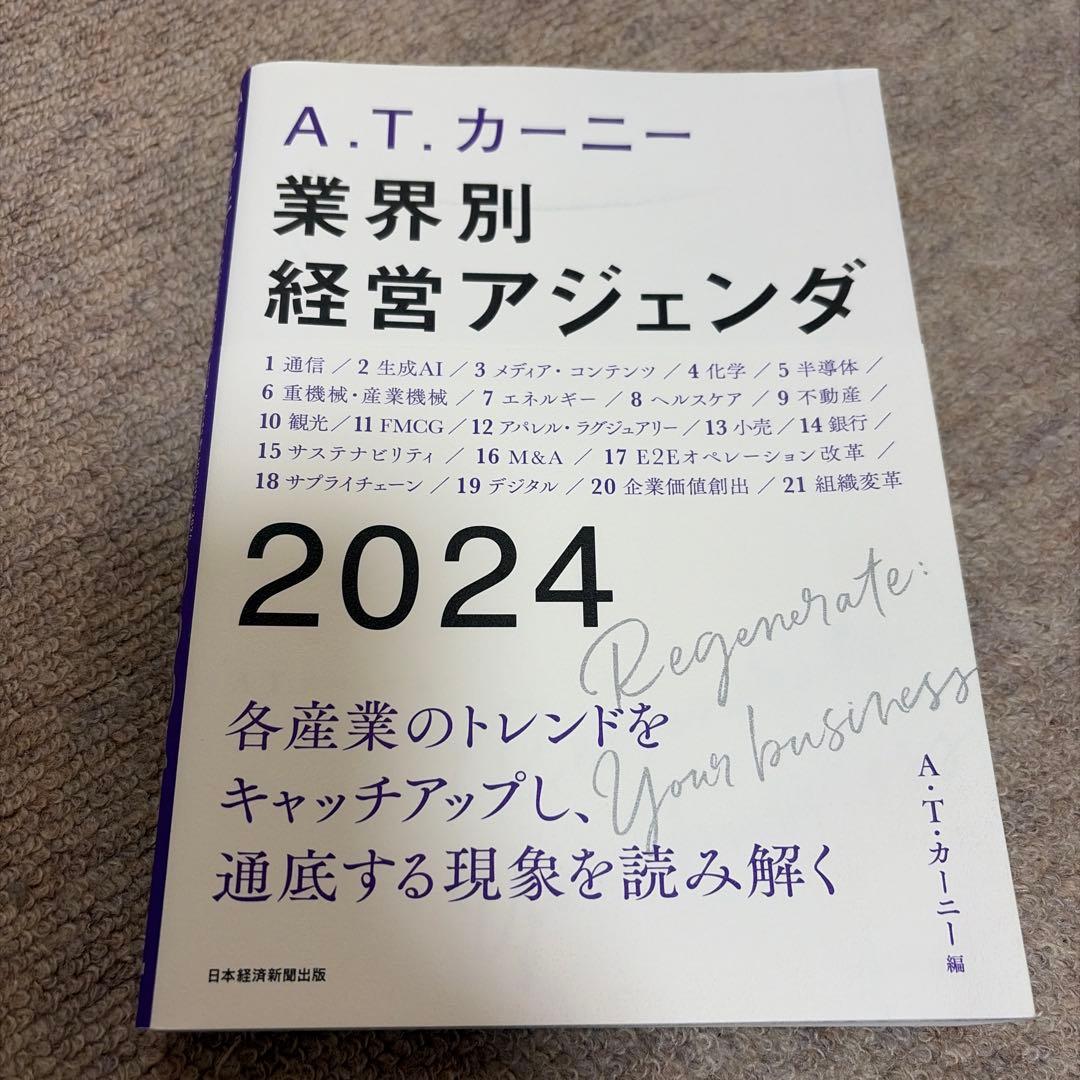 A.T. カーニー
業界別
経営アジェンダ
1 通信 / 2 生成AI / 3 メディア・コンテンツ / 4 化学 / 5 半導体 /
6 重機械・産業機械 / 7 エネルギー / 8 ヘルスケア / 9 不動産 /
10 観光 / 11 FMCG / 12 アパレル・ラグジュアリー / 13 小売 / 14 銀行 /
15 サステナビリティ / 16 M&A / 17 E2Eオペレーション改革 /
18 サプライチェーン / 19 デジタル / 20 企業価値創出 / 21 組織変革
2024
Regenerate:
Your business
各産業のトレンドを
キャッチアップし、
通底する現象を読み解く
A・T・カーニー 編
日本経済新聞出版